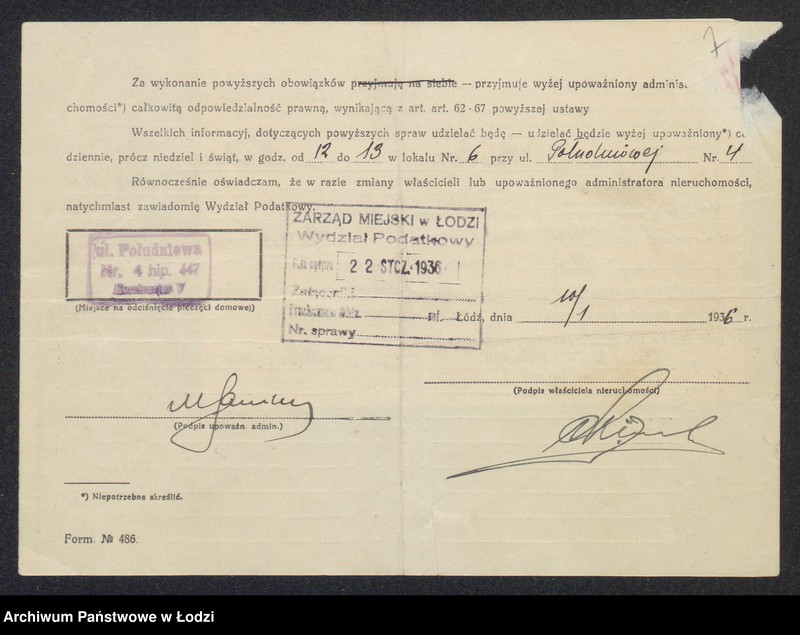 7
Za wykonanie powyższych obowiązków przyjmuję na siebie — przyjmuje wyżej upoważniony adminis
chomości*) całkowitą odpowiedzialność prawną, wynikającą z art. art. 62-67 powyższej ustawy
Wszelkich informacyj, dotyczących powyższych spraw udzielać będę — udzielać będzie wyżej upoważniony*) co
dziennie, prócz niedziel i świąt, w godz. od 12 do 13 w lokalu Nr. 6 przy ul. Południowej Nr. 4
Równocześnie oświadczam, że w razie zmiany właścicieli lub upoważnionego administratora nieruchomości,
natychmiast zawiadomię Wydział Podatkowy.
ZARZĄD MIEJSKI w ŁODZI
Wydział Podatkowy
22 STCZ. 1936
Nr. sprawy
ul. Południowa
Nr. 4 hip. 447
(Miejsce na odciśnięcie pieczęci domowej)
Łódź, dnia 10/1 1936 r.
(Podpis właściciela nieruchomości)
(Podpis upoważn. admin.)
*) Niepotrzebne skreślić.
Form. № 486.
Archiwum Państwowe w Łodzi